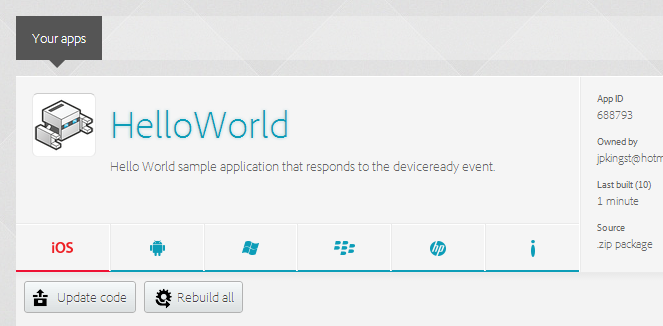 Your apps
HelloWorld
Hello World sample application that responds to the deviceready event.
App ID
688793
Owned by
jpkingst@hotm
Last built (10)
1 minute
Source
.zip package
iOS
hp
Update code
Rebuild all